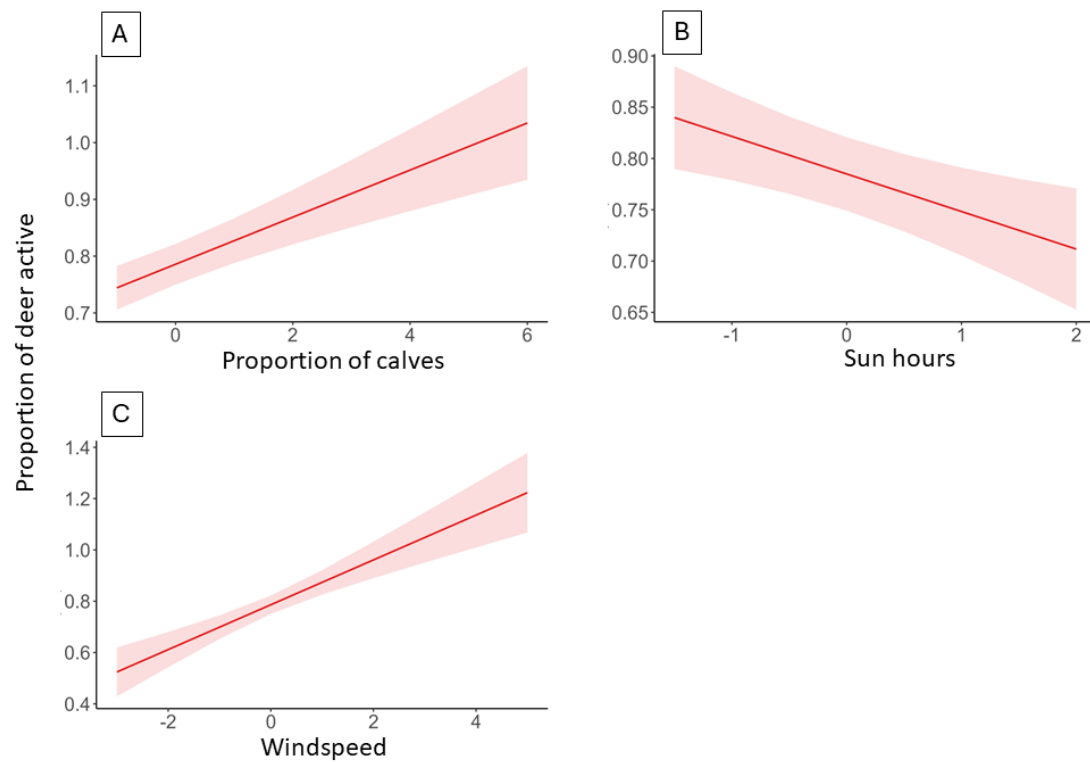 A
1.1
1.0
0.9
0.8
0.7
0 2 4 6
Proportion of calves
B
0.90
0.85
0.80
0.75
0.70
0.65
-1 0 1 2
Sun hours
Proportion of deer active
C
1.4
1.2
1.0
0.8
0.6
0.4
-2 0 2 4
Windspeed